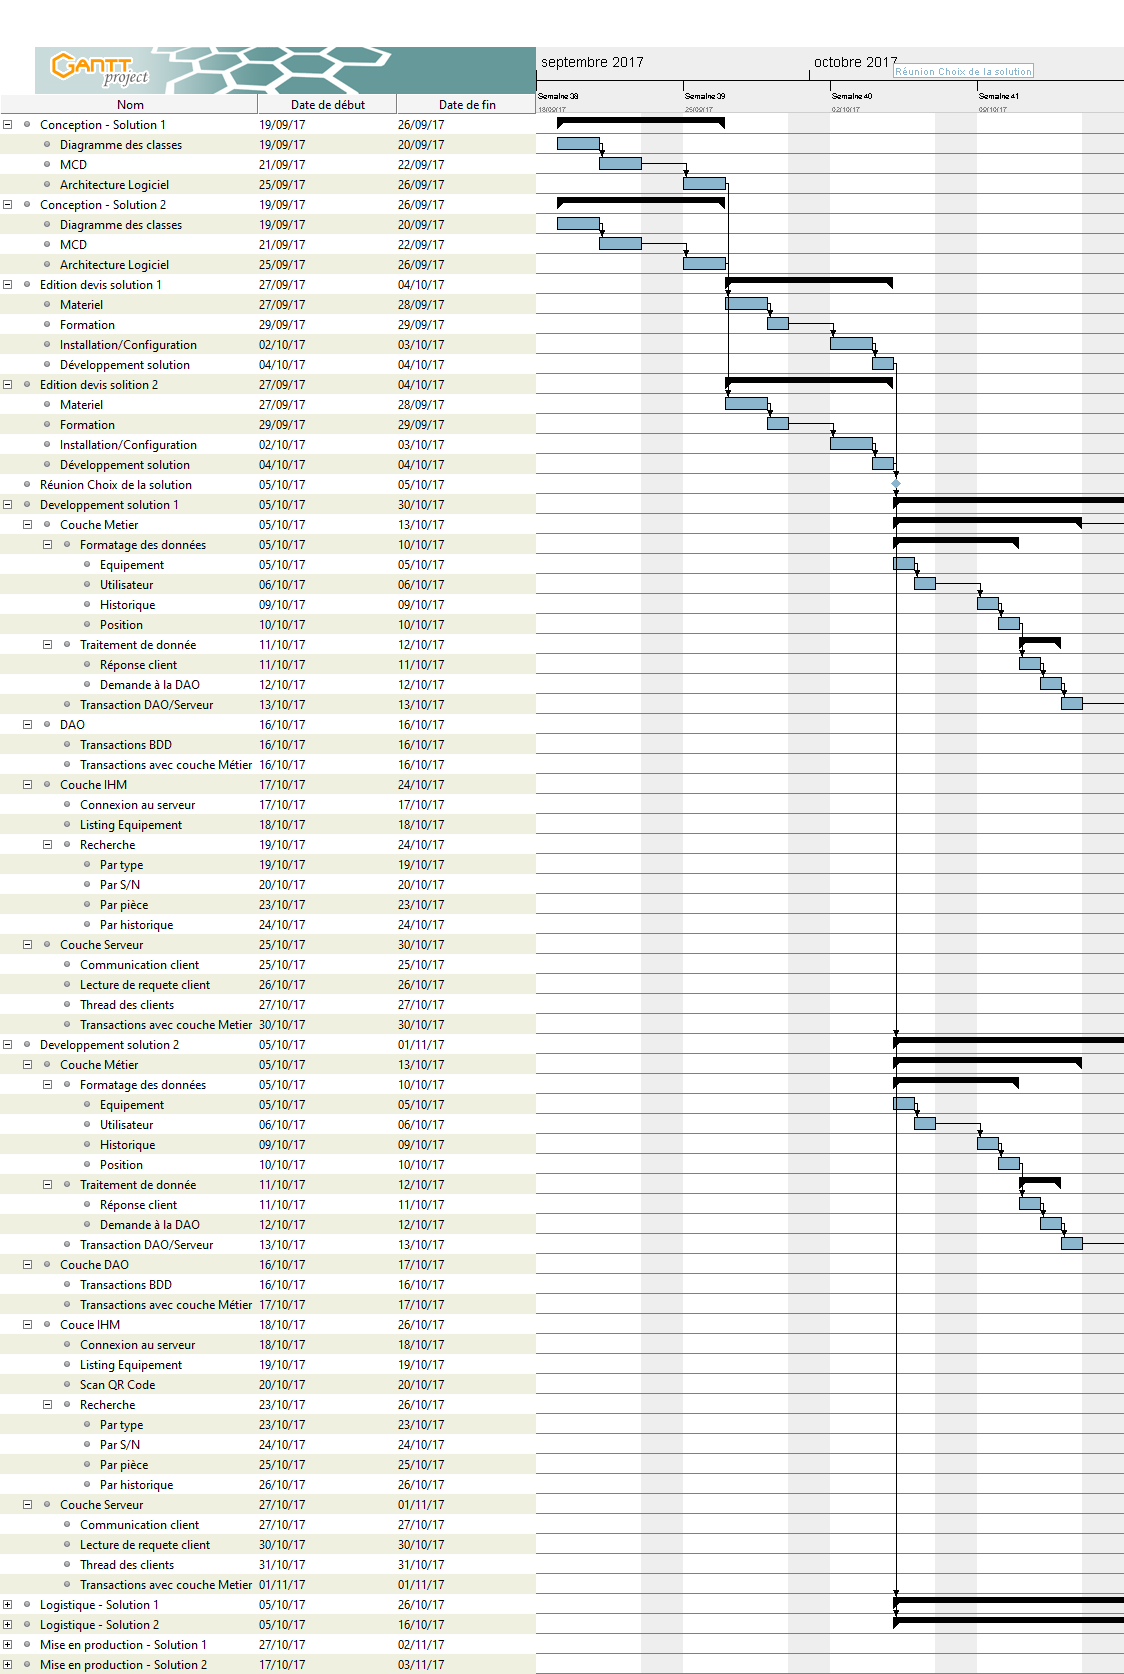 GANTT
project
septembre 2017
octobre 2017
Réunion Choix de la solution
Nom Date de début Date de fin
Semaine 38 Semaine 39 Semaine 40 Semaine 41
18/09/17 25/09/17 02/10/17 09/10/17
Conception - Solution 1 19/09/17 26/09/17
Diagramme des classes 19/09/17 20/09/17
MCD 21/09/17 22/09/17
Architecture Logiciel 25/09/17 26/09/17
Conception - Solution 2 19/09/17 26/09/17
Diagramme des classes 19/09/17 20/09/17
MCD 21/09/17 22/09/17
Architecture Logiciel 25/09/17 26/09/17
Edition devis solution 1 27/09/17 04/10/17
Materiel 27/09/17 28/09/17
Formation 29/09/17 29/09/17
Installation/Configuration 02/10/17 03/10/17
Développement solution 04/10/17 04/10/17
Edition devis solition 2 27/09/17 04/10/17
Materiel 27/09/17 28/09/17
Formation 29/09/17 29/09/17
Installation/Configuration 02/10/17 03/10/17
Développement solution 04/10/17 04/10/17
Réunion Choix de la solution 05/10/17 05/10/17
Developpement solution 1 05/10/17 30/10/17
Couche Metier 05/10/17 13/10/17
Formatage des données 05/10/17 10/10/17
Equipement 05/10/17 05/10/17
Utilisateur 06/10/17 06/10/17
Historique 09/10/17 09/10/17
Position 10/10/17 10/10/17
Traitement de donnée 11/10/17 12/10/17
Réponse client 11/10/17 11/10/17
Demande à la DAO 12/10/17 12/10/17
Transaction DAO/Serveur 13/10/17 13/10/17
DAO 16/10/17 16/10/17
Transactions BDD 16/10/17 16/10/17
Transactions avec couche Métier 16/10/17 16/10/17
Couche IHM 17/10/17 24/10/17
Connexion au serveur 17/10/17 17/10/17
Listing Equipement 18/10/17 18/10/17
Recherche 19/10/17 24/10/17
Par type 19/10/17 19/10/17
Par S/N 20/10/17 20/10/17
Par pièce 23/10/17 23/10/17
Par historique 24/10/17 24/10/17
Couche Serveur 25/10/17 30/10/17
Communication client 25/10/17 25/10/17
Lecture de requete client 26/10/17 26/10/17
Thread des clients 27/10/17 27/10/17
Transactions avec couche Metier 30/10/17 30/10/17
Developpement solution 2 05/10/17 01/11/17
Couche Métier 05/10/17 13/10/17
Formatage des données 05/10/17 10/10/17
Equipement 05/10/17 05/10/17
Utilisateur 06/10/17 06/10/17
Historique 09/10/17 09/10/17
Position 10/10/17 10/10/17
Traitement de donnée 11/10/17 12/10/17
Réponse client 11/10/17 11/10/17
Demande à la DAO 12/10/17 12/10/17
Transaction DAO/Serveur 13/10/17 13/10/17
Couche DAO 16/10/17 17/10/17
Transactions BDD 16/10/17 16/10/17
Transactions avec couche Métier 17/10/17 17/10/17
Couce IHM 18/10/17 26/10/17
Connexion au serveur 18/10/17 18/10/17
Listing Equipement 19/10/17 19/10/17
Scan QR Code 20/10/17 20/10/17
Recherche 23/10/17 26/10/17
Par type 23/10/17 23/10/17
Par S/N 24/10/17 24/10/17
Par pièce 25/10/17 25/10/17
Par historique 26/10/17 26/10/17
Couche Serveur 27/10/17 01/11/17
Communication client 27/10/17 27/10/17
Lecture de requete client 30/10/17 30/10/17
Thread des clients 31/10/17 31/10/17
Transactions avec couche Metier 01/11/17 01/11/17
Logistique - Solution 1 05/10/17 26/10/17
Logistique - Solution 2 05/10/17 16/10/17
Mise en production - Solution 1 27/10/17 02/11/17
Mise en production - Solution 2 17/10/17 03/11/17